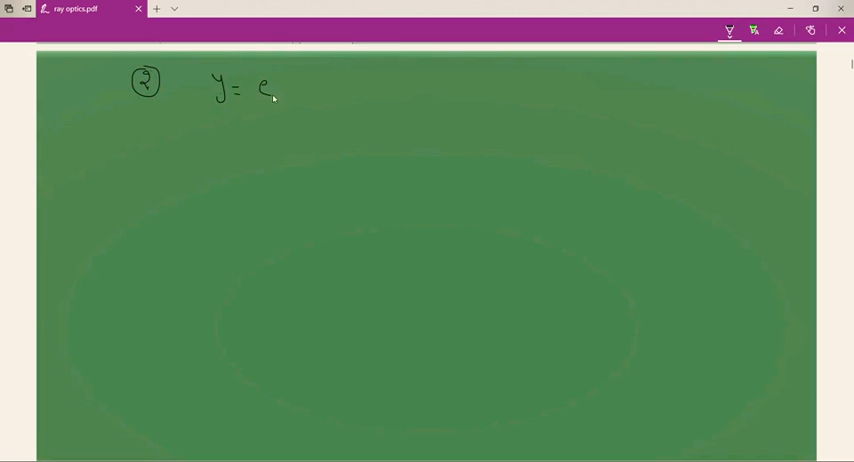 ray optics.pdf
② y = e